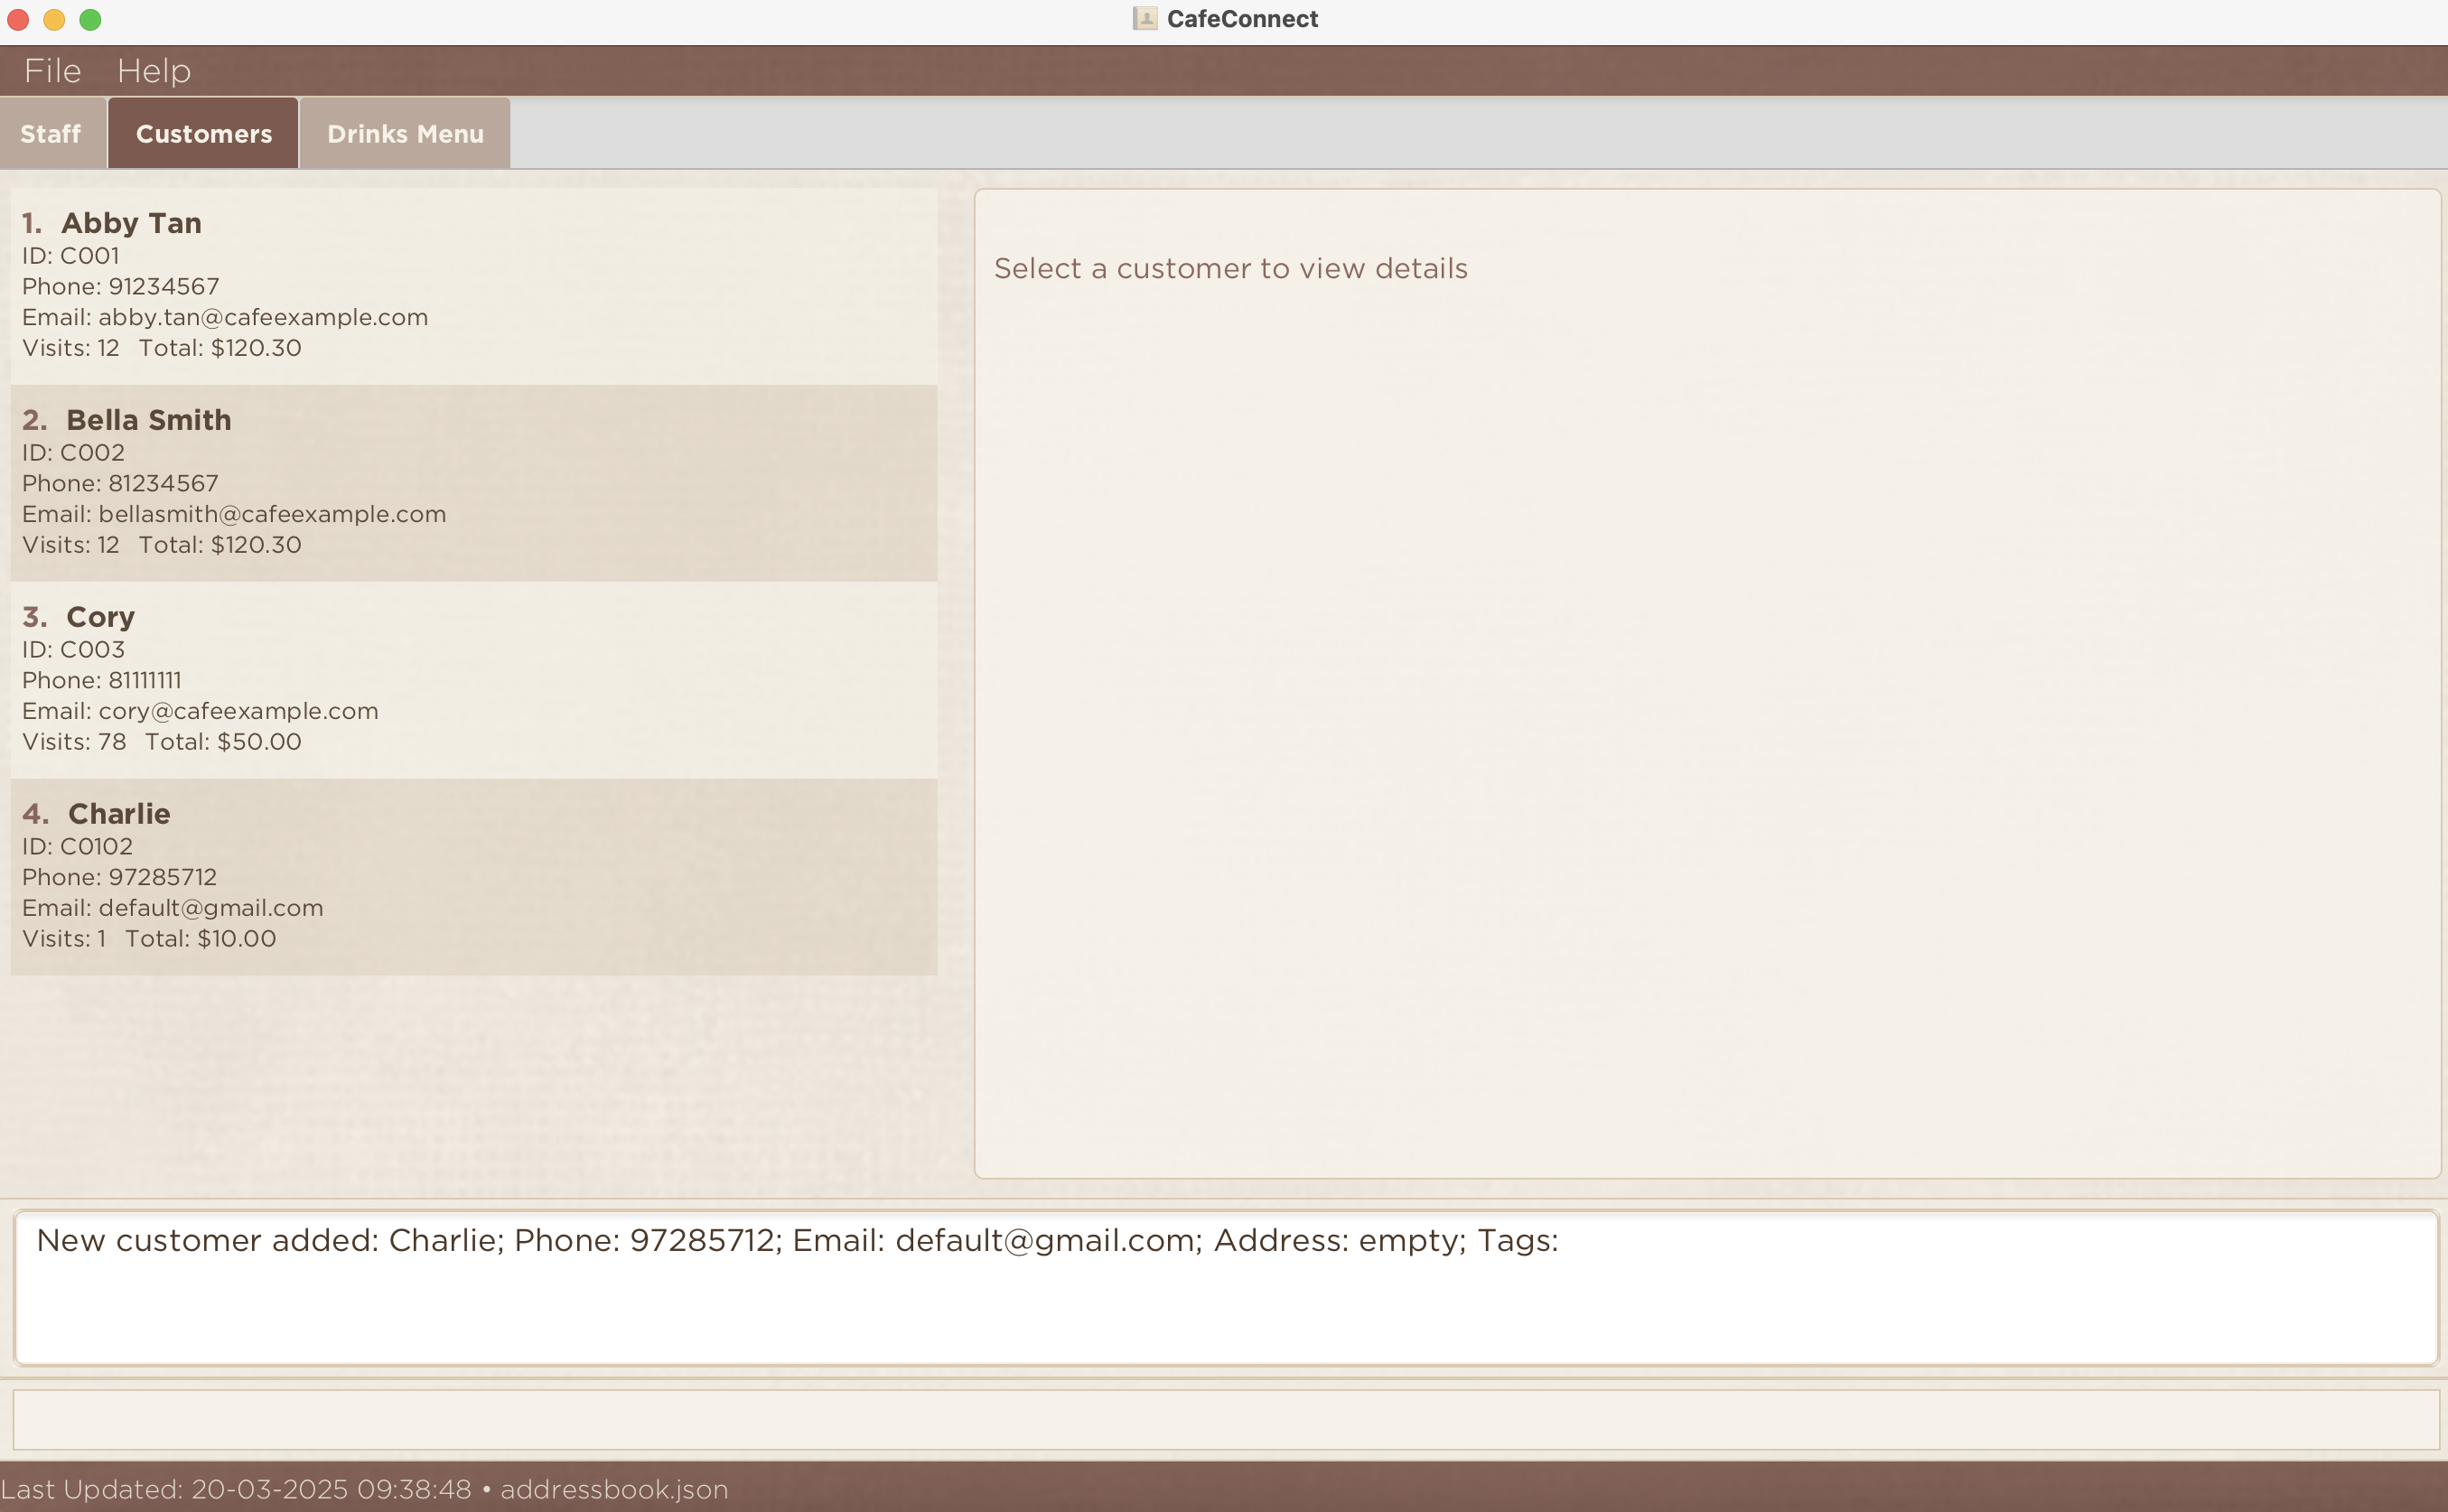 CafeConnect
File Help
Staff Customers Drinks Menu
1. Abby Tan
ID: C001
Phone: 91234567
Email: abby.tan@cafeexample.com
Visits: 12 Total: $120.30
2. Bella Smith
ID: C002
Phone: 81234567
Email: bellasmith@cafeexample.com
Visits: 12 Total: $120.30
3. Cory
ID: C003
Phone: 81111111
Email: cory@cafeexample.com
Visits: 78 Total: $50.00
4. Charlie
ID: C0102
Phone: 97285712
Email: default@gmail.com
Visits: 1 Total: $10.00
Select a customer to view details
New customer added: Charlie; Phone: 97285712; Email: default@gmail.com; Address: empty; Tags:
Last Updated: 20-03-2025 09:38:48 • addressbook.json